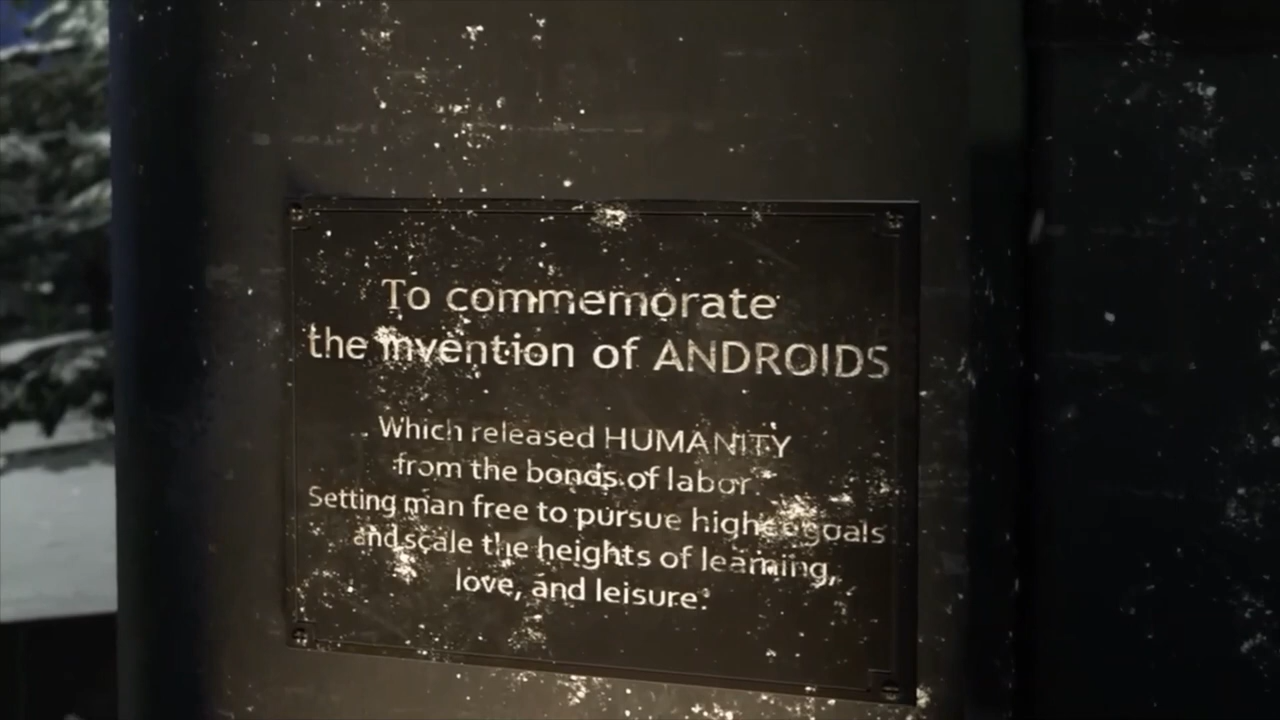 To commemorate
the invention of ANDROIDS
Which released HUMANITY
from the bonds of labor
Setting man free to pursue higher goals
and scale the heights of learning,
love, and leisure.